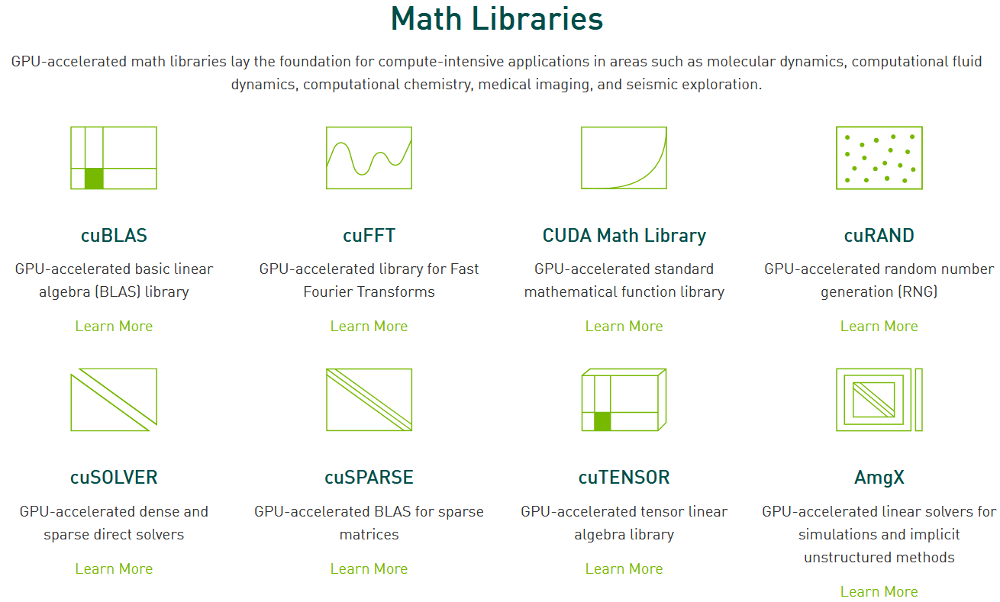 Math Libraries
GPU-accelerated math libraries lay the foundation for compute-intensive applications in areas such as molecular dynamics, computational fluid
dynamics, computational chemistry, medical imaging, and seismic exploration.
cuBLAS
GPU-accelerated basic linear
algebra (BLAS) library
Learn More
cuFFT
GPU-accelerated library for Fast
Fourier Transforms
Learn More
CUDA Math Library
GPU-accelerated standard
mathematical function library
Learn More
cuRAND
GPU-accelerated random number
generation (RNG)
Learn More
cuSOLVER
GPU-accelerated dense and
sparse direct solvers
Learn More
cuSPARSE
GPU-accelerated BLAS for sparse
matrices
Learn More
cuTENSOR
GPU-accelerated tensor linear
algebra library
Learn More
AmgX
GPU-accelerated linear solvers for
simulations and implicit
unstructured methods
Learn More